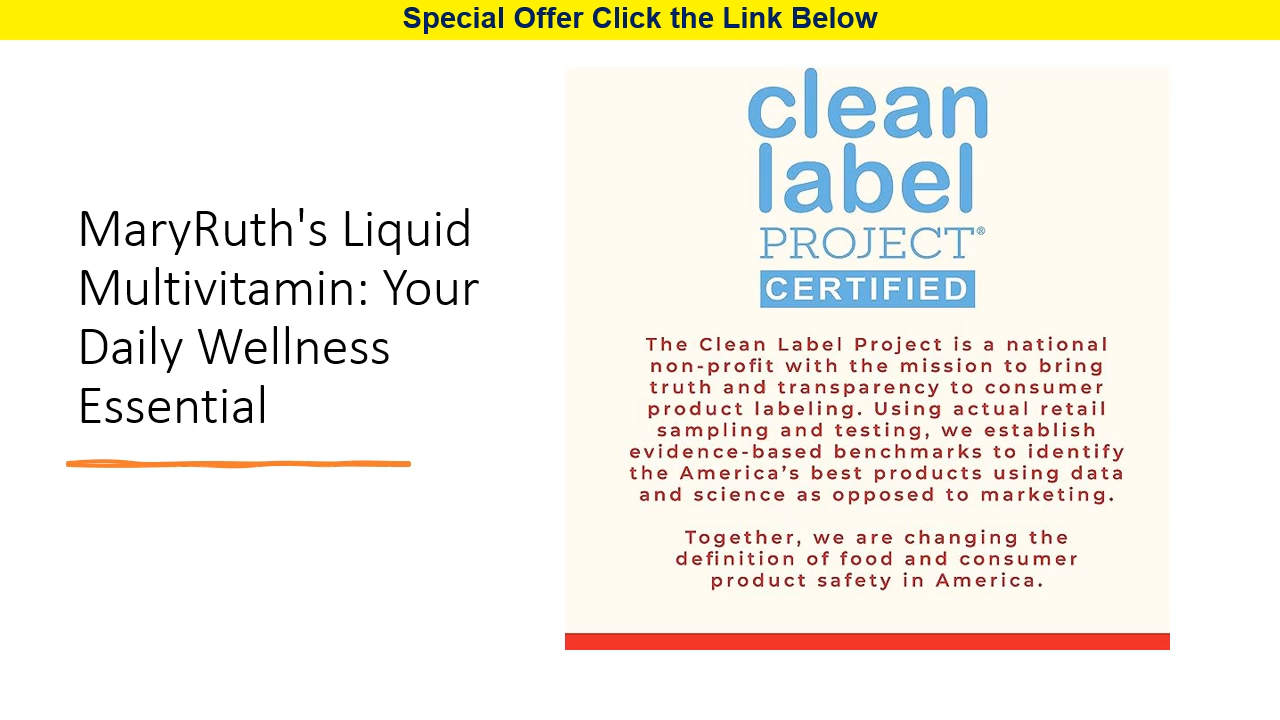 Special Offer Click the Link Below
MaryRuth's Liquid
Multivitamin: Your
Daily Wellness
Essential
clean
label
PROJECT®
CERTIFIED
The Clean Label Project is a national
non-profit with the mission to bring
truth and transparency to consumer
product labeling. Using actual retail
sampling and testing, we establish
evidence-based benchmarks to identify
the America's best products using data
and science as opposed to marketing.
Together, we are changing the
definition of food and consumer
product safety in America.